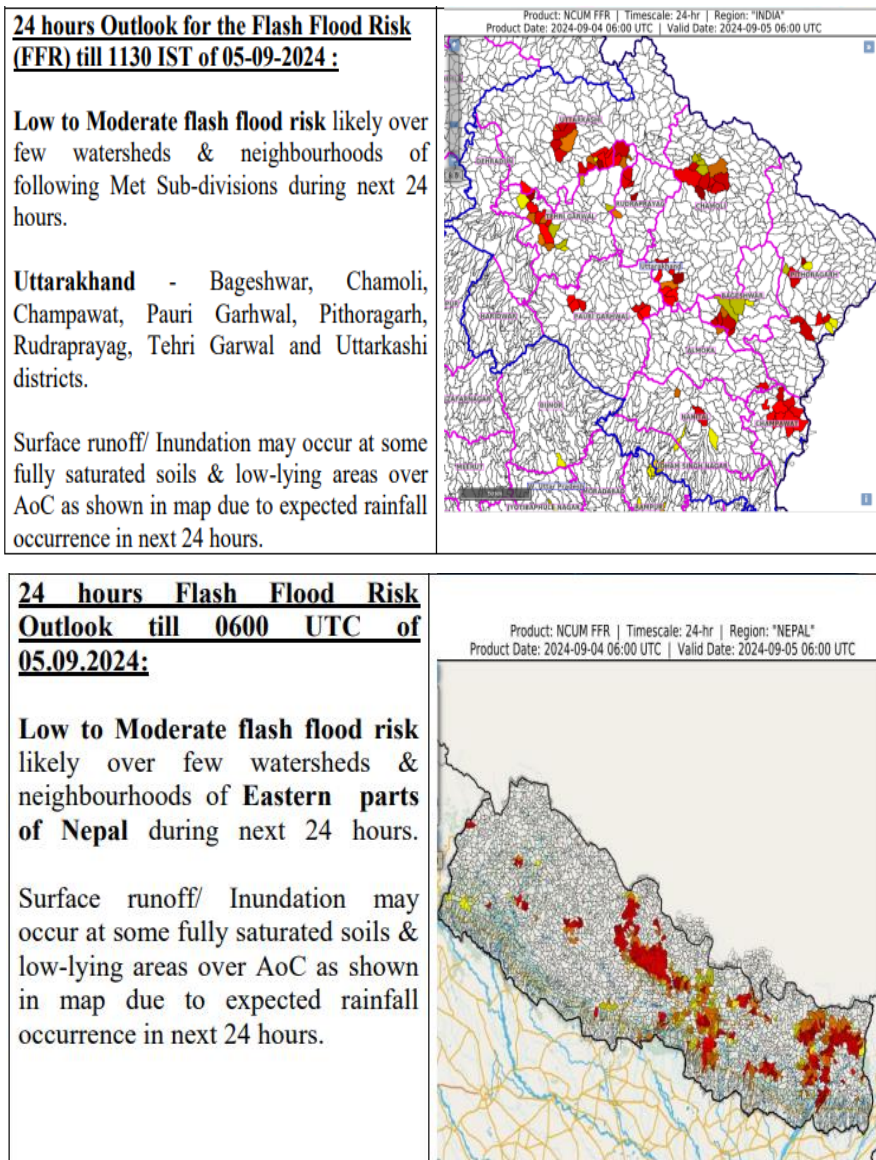 24 hours Outlook for the Flash Flood Risk
(FFR) till 1130 IST of 05-09-2024 :
Low to Moderate flash flood risk likely over
few watersheds & neighbourhoods of
following Met Sub-divisions during next 24
hours.
Uttarakhand - Bageshwar, Chamoli,
Champawat, Pauri Garhwal, Pithoragarh,
Rudraprayag, Tehri Garwal and Uttarkashi
districts.
Surface runoff/ Inundation may occur at some
fully saturated soils & low-lying areas over
AoC as shown in map due to expected rainfall
occurrence in next 24 hours.
Product: NCUM FFR | Timescale: 24-hr | Region: "INDIA"
Product Date: 2024-09-04 06:00 UTC | Valid Date: 2024-09-05 06:00 UTC
UTTARKASHI
DEHRADUN
RUDRAPRAYAG
CHAMOLI
TEHRI GARWAL
Uttarakhand
PITHORAGARH
BAGESHWAR
HARIDWAR
PAURI GARHWAL
ALMORA
BIJNOR
NAINITAL
CHAMPAWAT
MEERUT
UDHAM SINGH NAGAR
MORADABAD
JYOTIBAPHULE NAGAR
RAMPUR
24 hours Flash Flood Risk
Outlook till 0600 UTC of
05.09.2024:
Low to Moderate flash flood risk
likely over few watersheds &
neighbourhoods of Eastern parts
of Nepal during next 24 hours.
Surface runoff/ Inundation may
occur at some fully saturated soils &
low-lying areas over AoC as shown
in map due to expected rainfall
occurrence in next 24 hours.
Product: NCUM FFR | Timescale: 24-hr | Region: "NEPAL"
Product Date: 2024-09-04 06:00 UTC | Valid Date: 2024-09-05 06:00 UTC